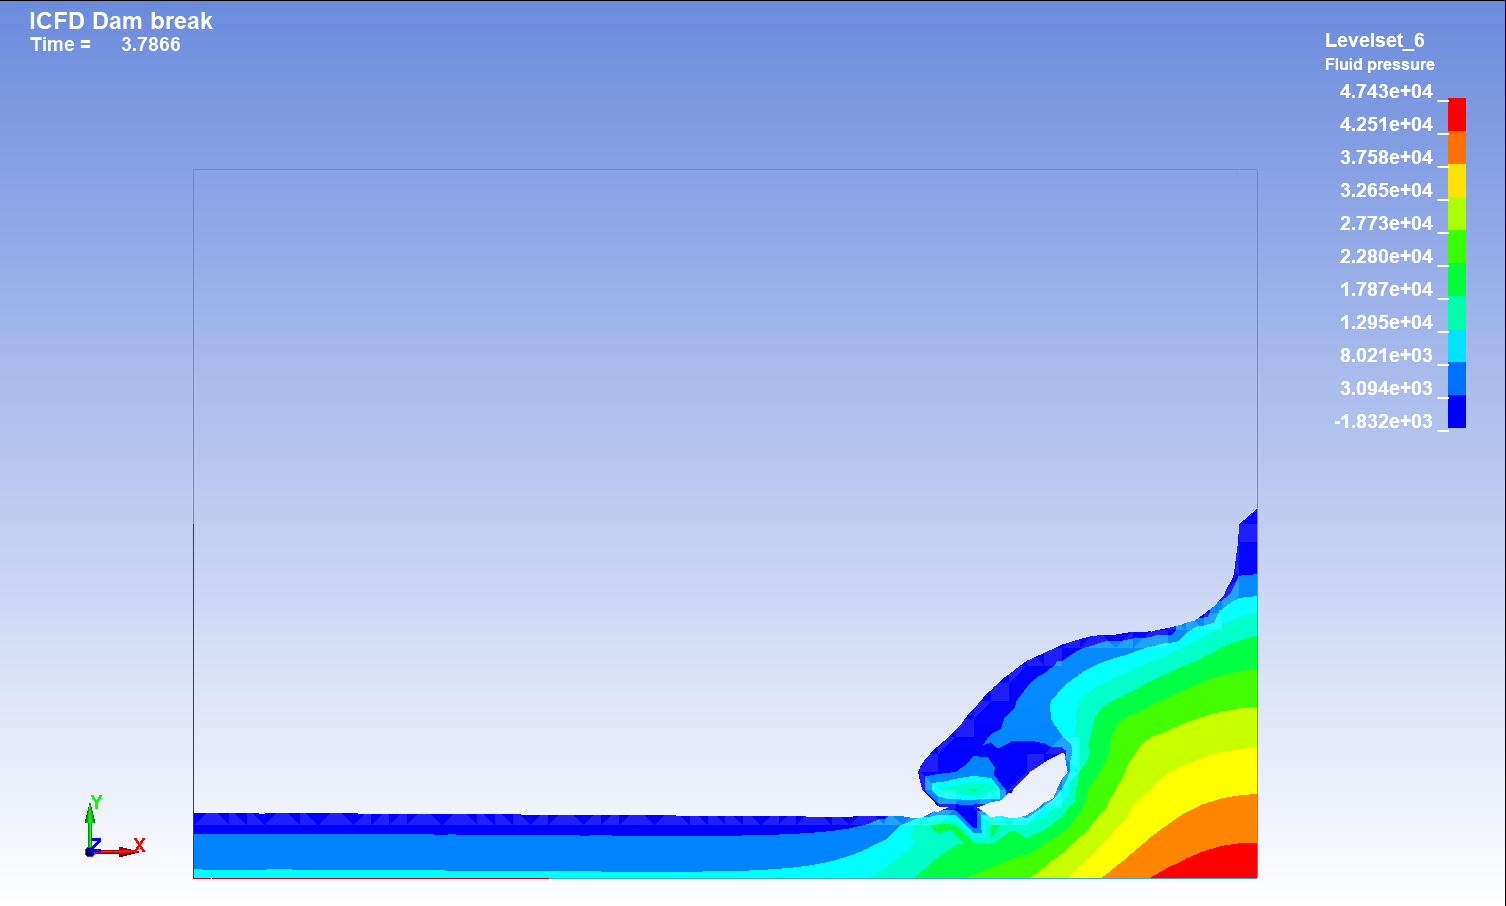 ICFD Dam break
Time = 3.7866
Levelset_6
Fluid pressure
4.743e+04
4.251e+04
3.758e+04
3.265e+04
2.773e+04
2.280e+04
1.787e+04
1.295e+04
8.021e+03
3.094e+03
-1.832e+03
Y
Z
X